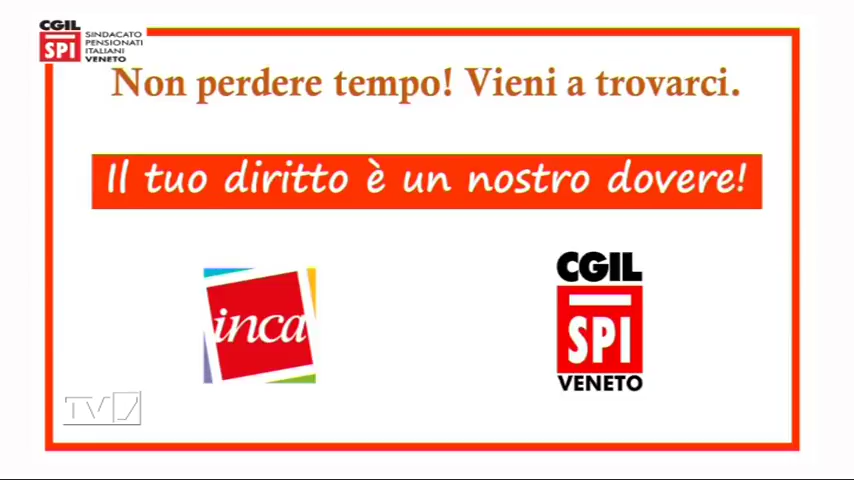 CGIL
SPI
SINDACATO
PENSIONATI
ITALIANI
VENETO
Non perdere tempo! Vieni a trovarci.
Il tuo diritto è un nostro dovere!
inca
CGIL
SPI
VENETO
TV7